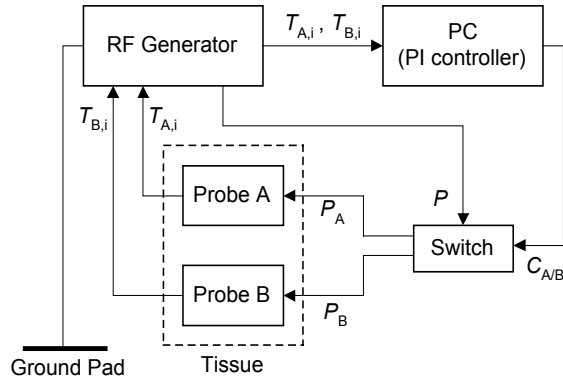 RF Generator
T_A,i , T_B,i
PC
(PI controller)
T_B,i
T_A,i
Probe A
P_A
P
Switch
C_A/B
Probe B
P_B
Tissue
Ground Pad